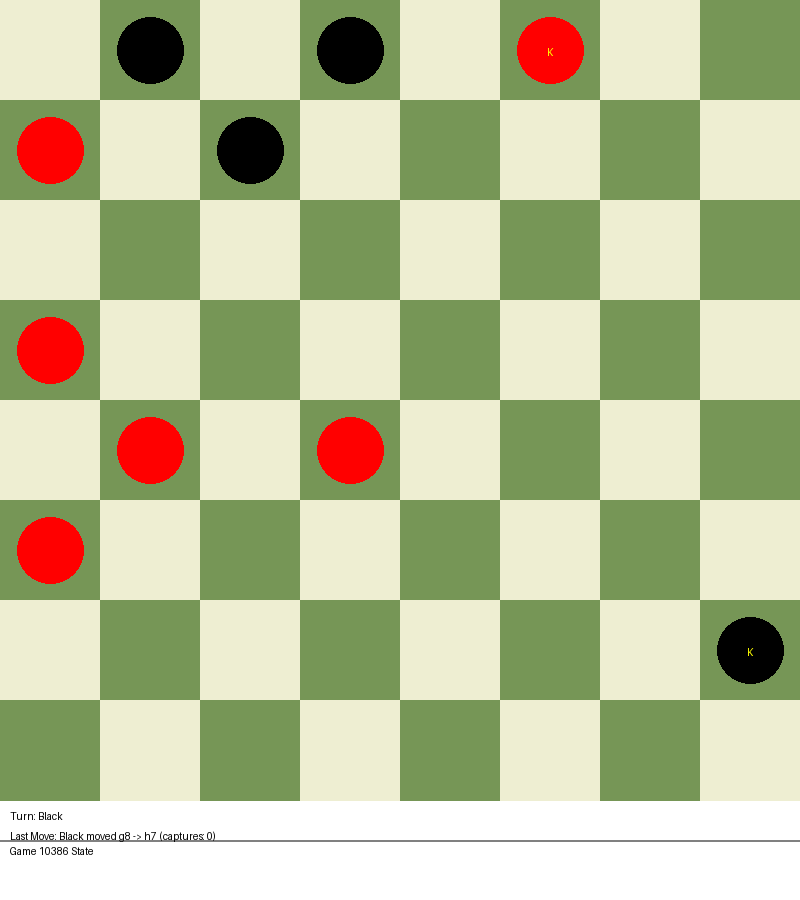 K
K
Turn: Black
Last Move: Black moved g8 -> h7 (captures: 0)
Game 10386 State